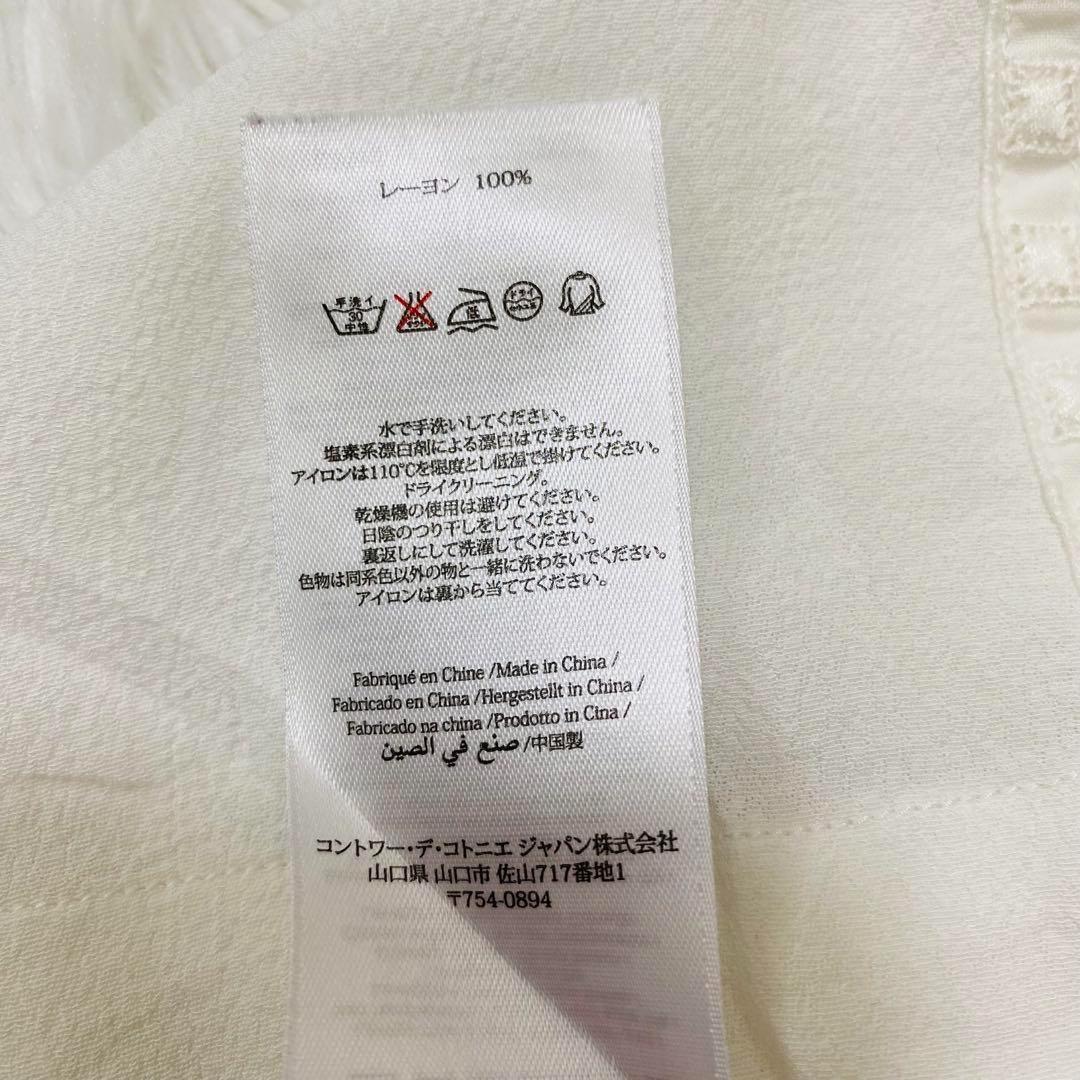 レーヨン 100%
手洗イ
30
中性
低
ドライ
水で手洗いしてください。
塩素系漂白剤による漂白はできません。
アイロンは110℃を限度とし低温で掛けてください。
ドライクリーニング。
乾燥機の使用は避けてください。
日陰のつり干しをしてください。
裏返しにして洗濯してください。
色物は同系色以外の物と一緒に洗わないでください。
アイロンは裏から当ててください。
Fabriqué en Chine /Made in China /
Fabricado en China /Hergestellt in China /
Fabricado na china /Prodotto in Cina /
صنع في الصين /中国製
コントワー・デ・コトニエ ジャパン株式会社
山口県 山口市 佐山717番地1
〒754-0894